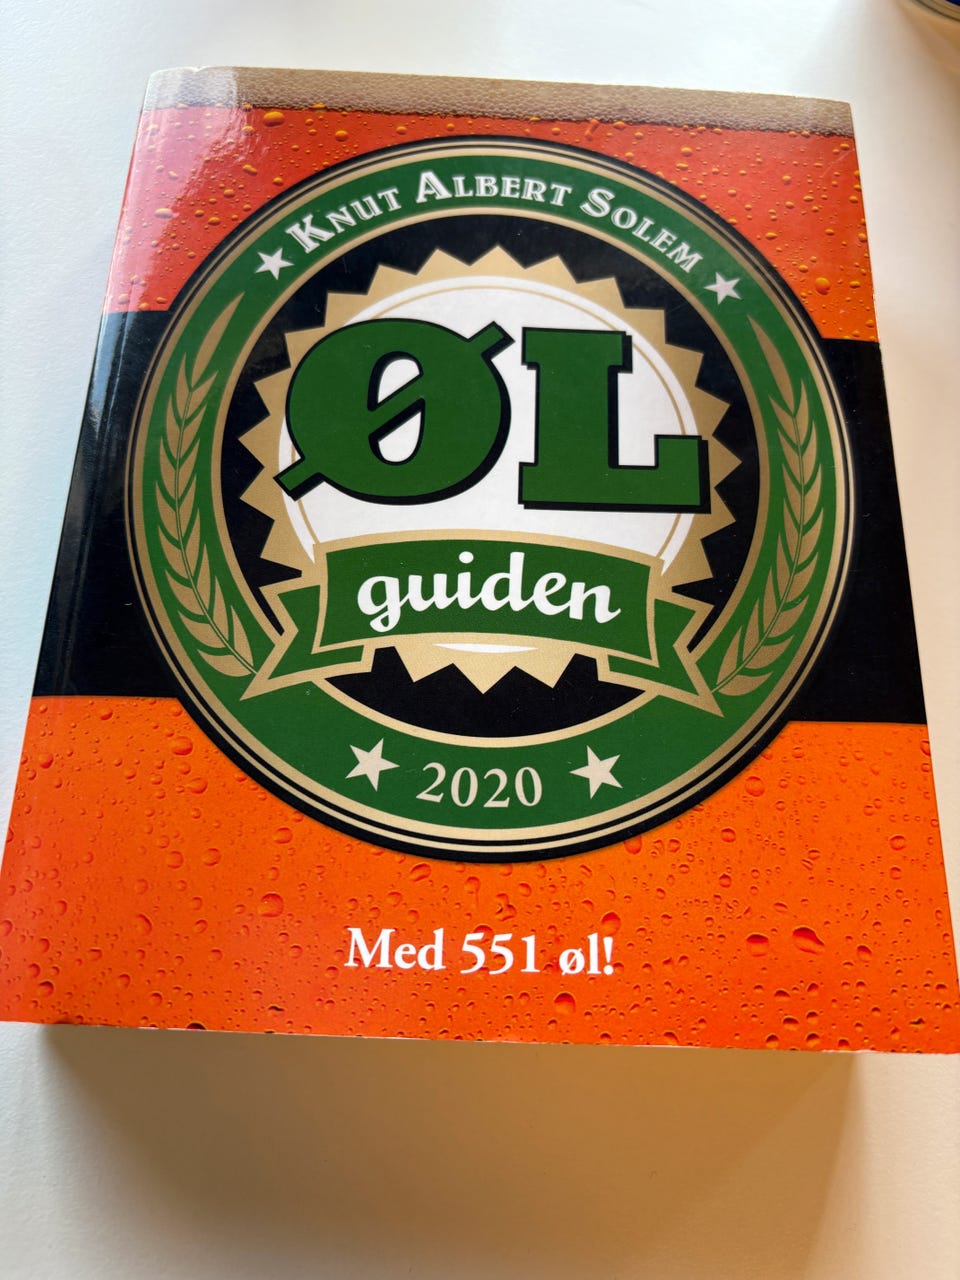 KNUT ALBERT SOLEM
ØL
guiden
2020
Med 551 øl!